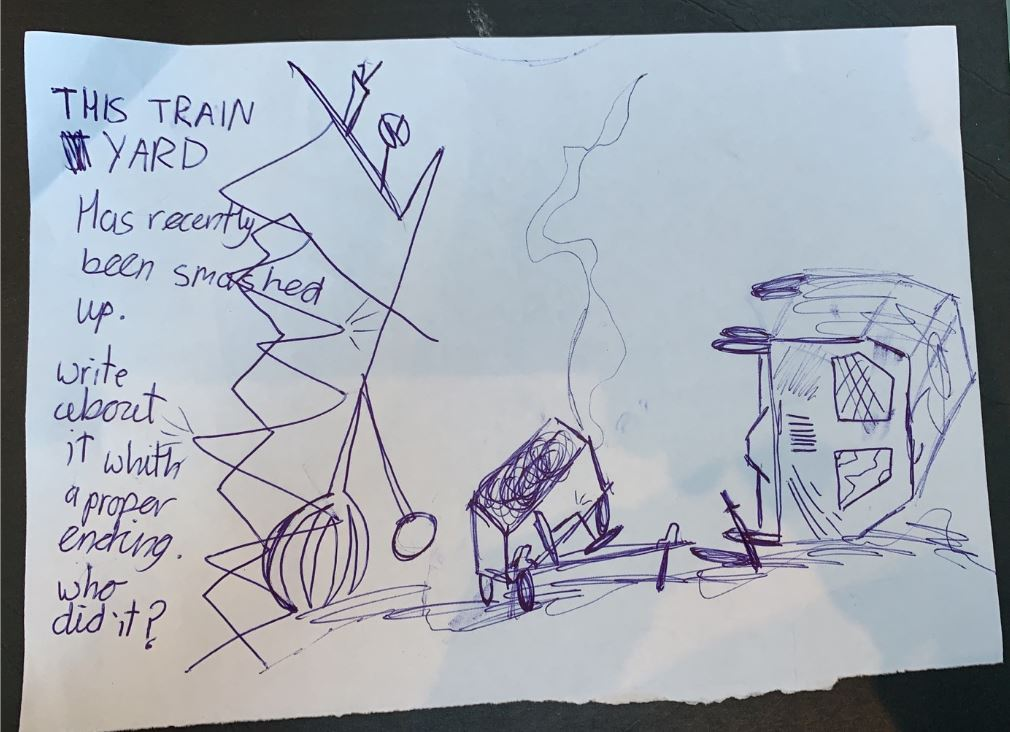 THIS TRAIN
YARD
Has recently
been smashed
up.
write
about
it whith
a proper
ending.
who
did it?